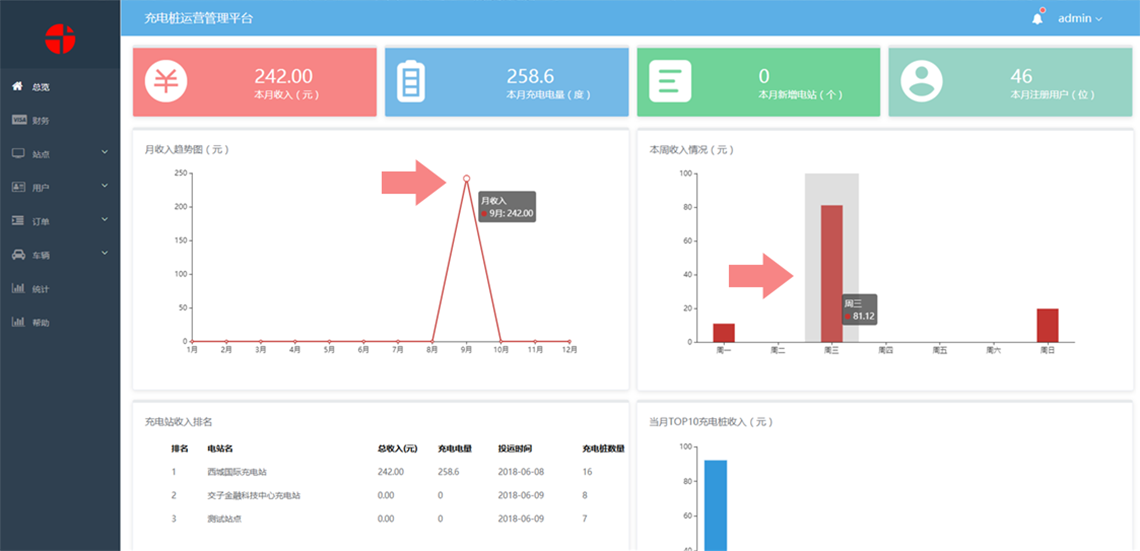 充电桩运营管理平台
admin
总览
VISA 财务
站点
用户
订单
车辆
统计
帮助
242.00
本月收入（元）
258.6
本月充电电量（度）
0
本月新增电站（个）
46
本月注册用户（位）
月收入趋势图（元）
250
200
150
100
50
0
1月 2月 3月 4月 5月 6月 7月 8月 9月 10月 11月 12月
月收入
9月: 242.00
本周收入情况（元）
100
80
60
40
20
0
周一 周二 周三 周四 周五 周六 周日
周三
81.12
充电站收入排名
排名 电站名 总收入(元) 充电电量 投运时间 充电桩数量
1 西城国际充电站 242.00 258.6 2018-06-08 16
2 交子金融科技中心充电站 0.00 0 2018-06-09 8
3 测试站点 0.00 0 2018-06-09 7
当月TOP10充电桩收入（元）
100
80
60
40